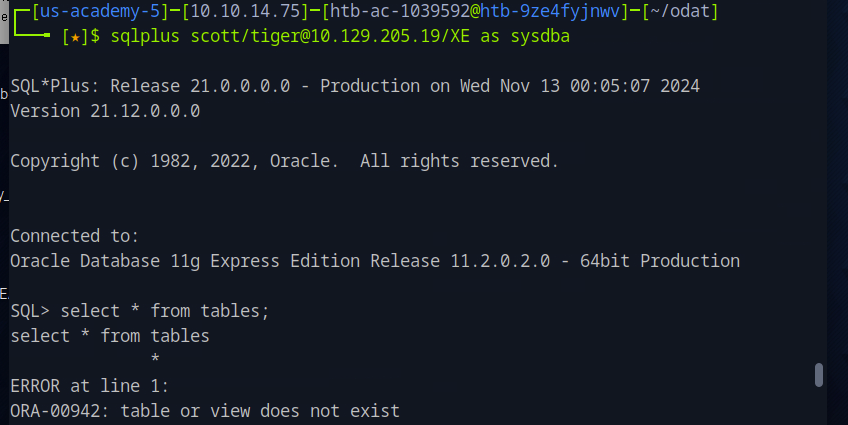 [us-academy-5]-[10.10.14.75]-[htb-ac-1039592@htb-9ze4fyjnwv]-[~/odat]
[★]$ sqlplus scott/tiger@10.129.205.19/XE as sysdba
SQL*Plus: Release 21.0.0.0.0 - Production on Wed Nov 13 00:05:07 2024
Version 21.12.0.0.0
Copyright (c) 1982, 2022, Oracle.  All rights reserved.
Connected to:
Oracle Database 11g Express Edition Release 11.2.0.2.0 - 64bit Production
SQL> select * from tables;
select * from tables
*
ERROR at line 1:
ORA-00942: table or view does not exist